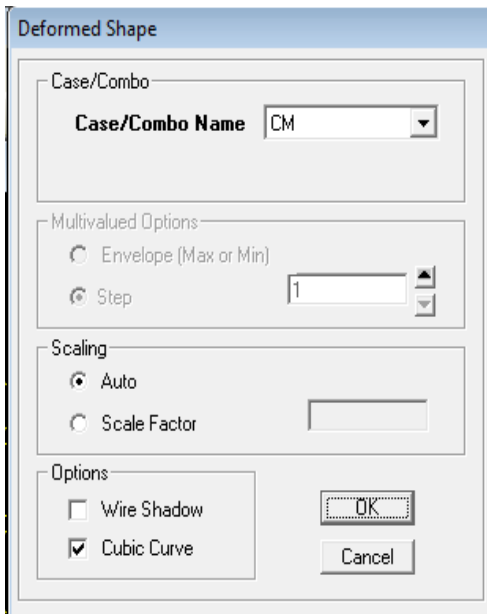 Deformed Shape
Case/Combo
Case/Combo Name CM
Multivalued Options
Envelope (Max or Min)
Step 1
Scaling
Auto
Scale Factor
Options
Wire Shadow
Cubic Curve
OK
Cancel